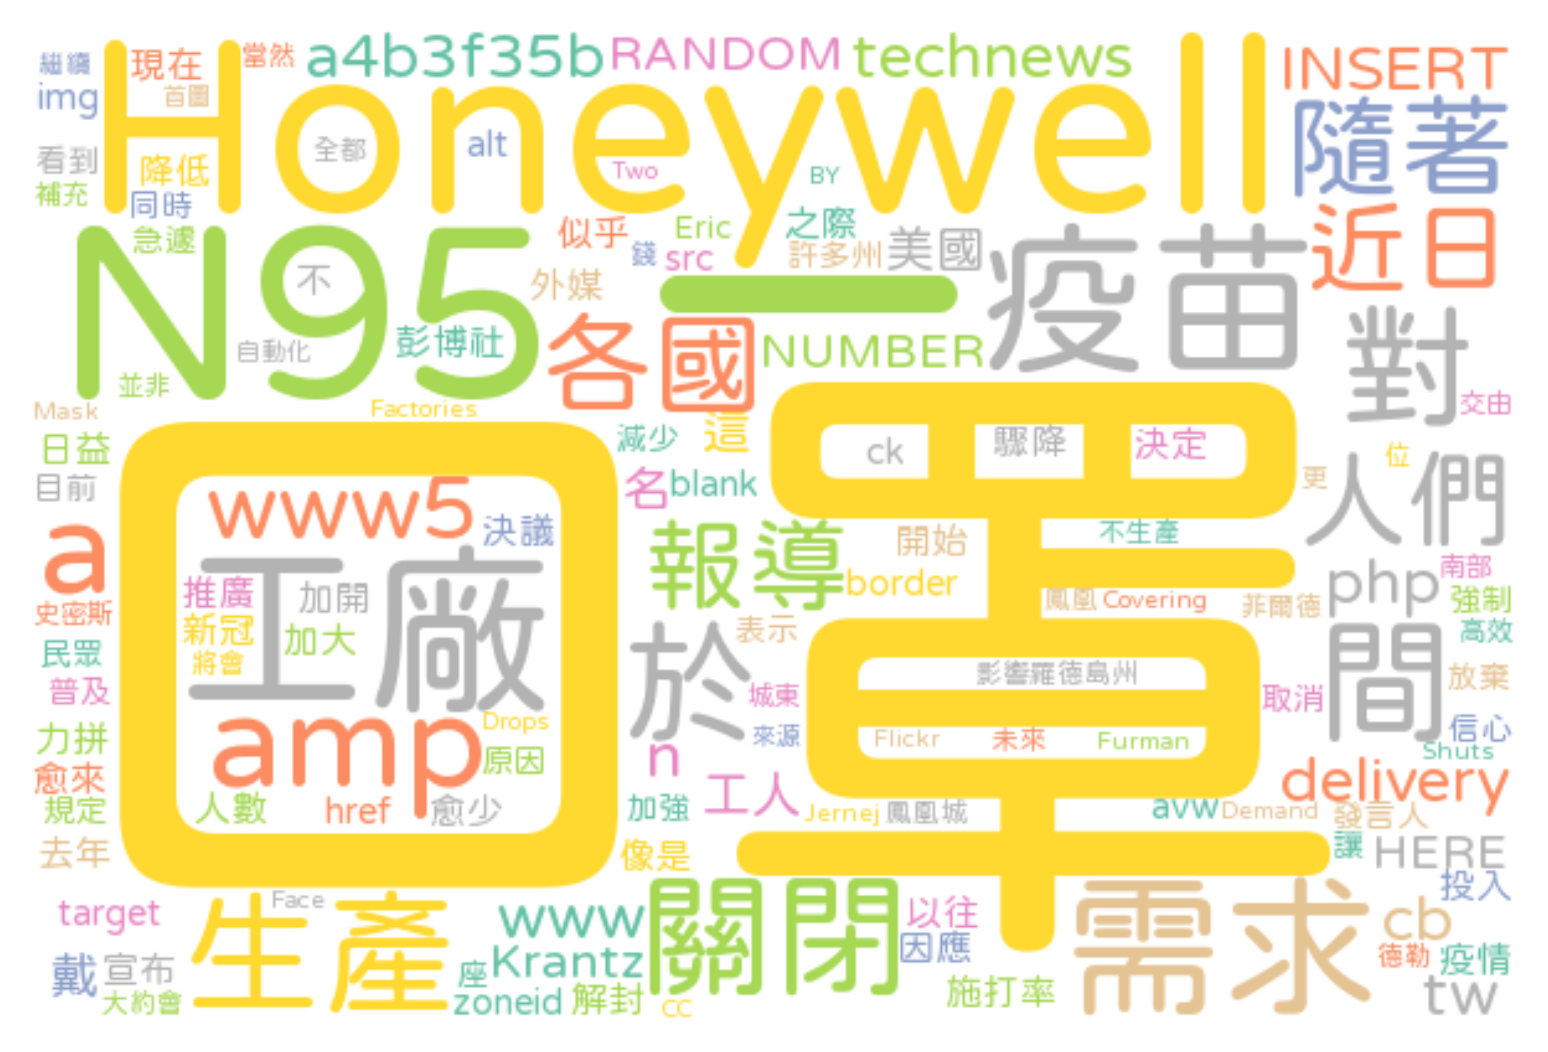 繼續 現在 當然 a4b3f35b RANDOM technews INSERT
img 首圖 Honeywell 隨著
看到 全都 alt
降低 Two BY
補充 同時
急遽 N95 似乎 Eric 之際 近日
不 外媒 錢 src 許多州 美國 疫苗
一
自動化 彭博社 各國 NUMBER 對
並非
Mask Factories 交由
日益 減少 這 ck 驟降 決定 位
目前 名 blank 更 人們
www5 口罩
a 決議 報導 開始 不生產
工廠 php 南部
推廣 加開 border 鳳凰 Covering 菲爾德 強制
史密斯 新冠 加大 表示 高效
民眾 將會 於 間
普及 城東 影響羅德島州 取消 放棄
力拼 amp Drops 來源 Flickr 未來 Furman 信心
愈來 原因 n Shuts
規定 人數 href 愈少 加強 工人 Jernej 鳳凰城 avw Demand delivery
發言人
去年 像是 讓 HERE
投入
target Face 生產 www 關閉 以往 需求 cb
戴 宣布 座 Krantz 因應 德勒 疫情
大約會 zoneid 解封 cc 施打率 tw